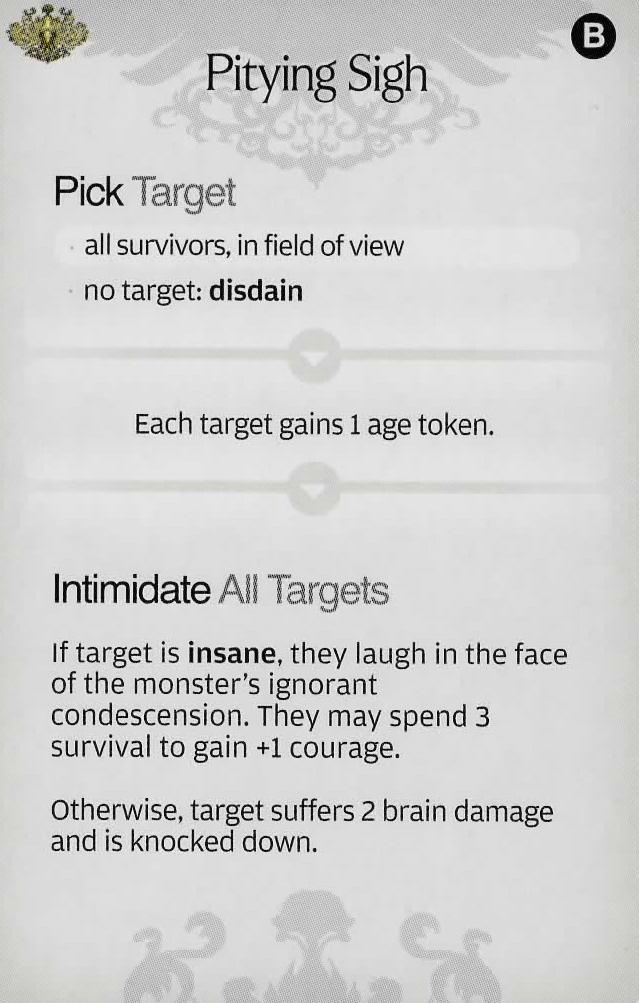 B
Pitying Sigh
Pick Target
· all survivors, in field of view
· no target: disdain
Each target gains 1 age token.
Intimidate All Targets
If target is insane, they laugh in the face
of the monster's ignorant
condescension. They may spend 3
survival to gain +1 courage.
Otherwise, target suffers 2 brain damage
and is knocked down.